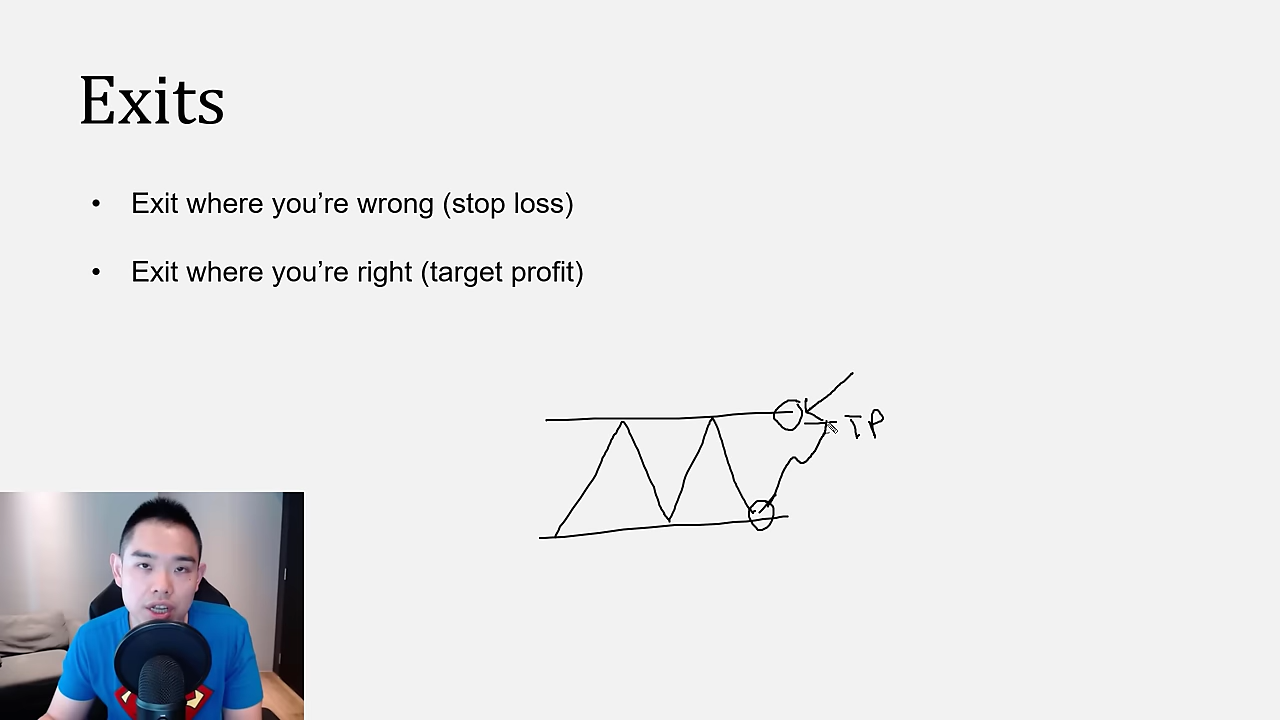 Exits
• Exit where you’re wrong (stop loss)
• Exit where you’re right (target profit)
TP